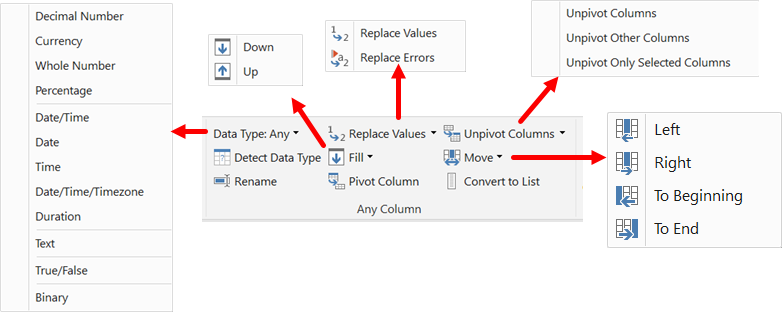 Decimal Number
Currency
Whole Number
Percentage
Date/Time
Date
Time
Date/Time/Timezone
Duration
Text
True/False
Binary
Down
Up
Replace Values
Replace Errors
Unpivot Columns
Unpivot Other Columns
Unpivot Only Selected Columns
Data Type: Any
Replace Values
Unpivot Columns
Detect Data Type
Fill
Move
Rename
Pivot Column
Convert to List
Any Column
Left
Right
To Beginning
To End